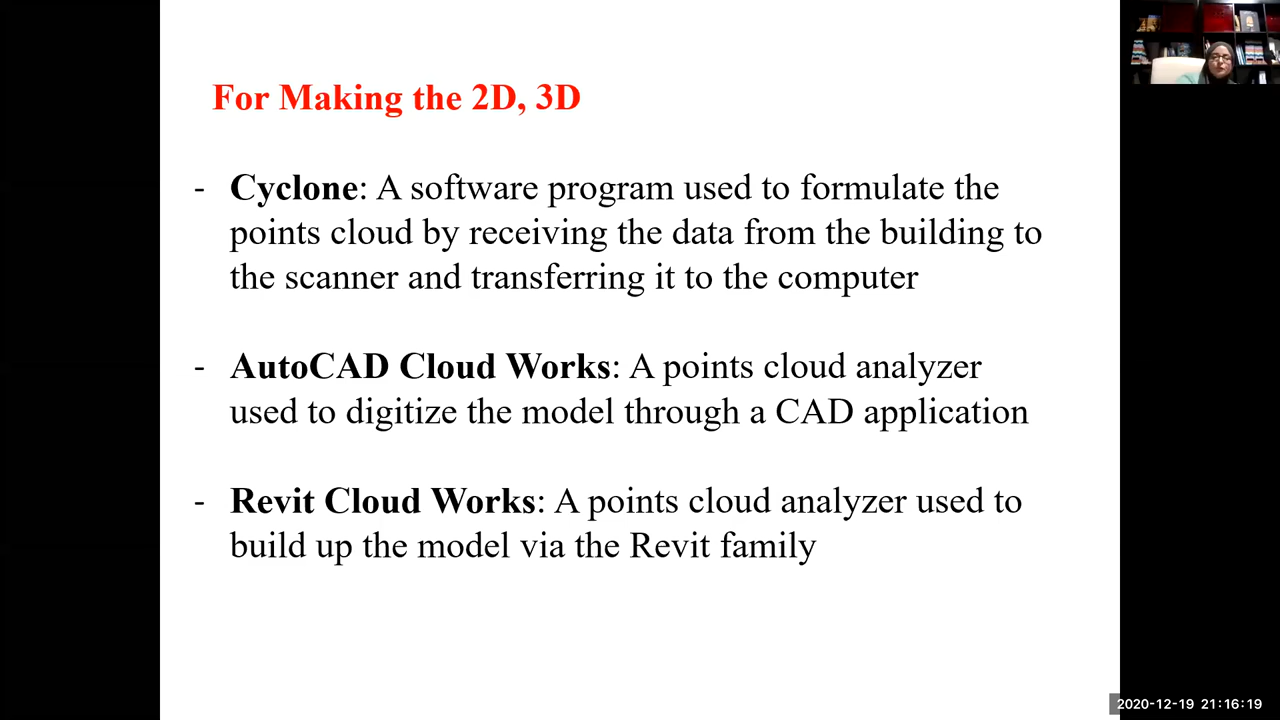 For Making the 2D, 3D
- Cyclone: A software program used to formulate the
points cloud by receiving the data from the building to
the scanner and transferring it to the computer
- AutoCAD Cloud Works: A points cloud analyzer
used to digitize the model through a CAD application
- Revit Cloud Works: A points cloud analyzer used to
build up the model via the Revit family
2020-12-19 21:16:19